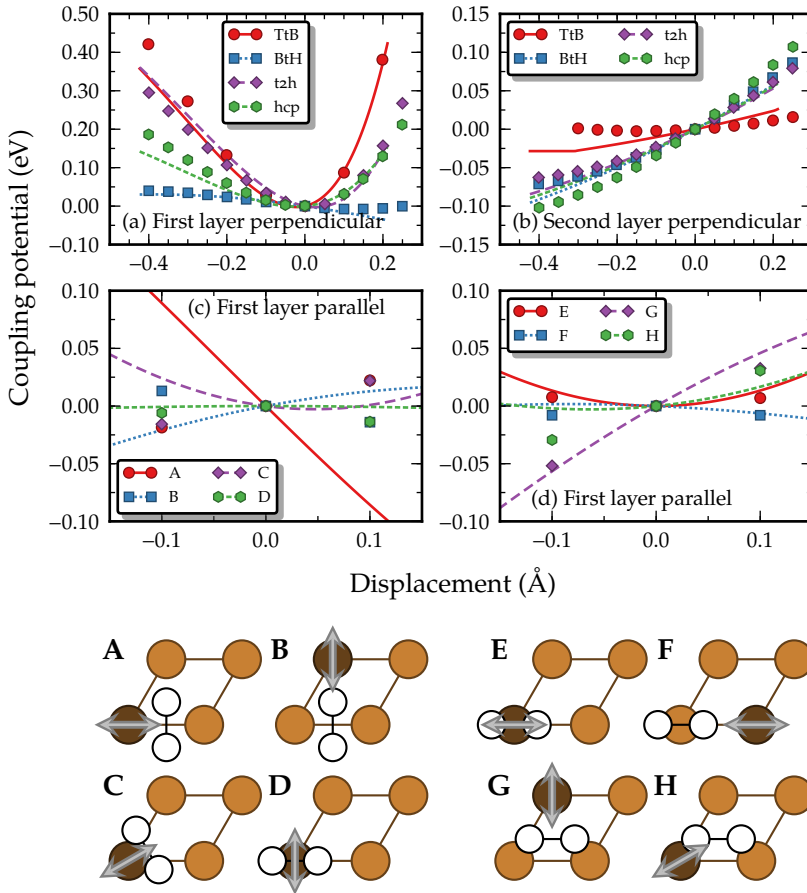 Coupling potential (eV)
0.50
0.40
0.30
0.20
0.10
0.00
−0.10
TtB
BtH
t2h
hcp
(a) First layer perpendicular
−0.4
−0.2
0.0
0.2
0.15
0.10
0.05
0.00
−0.05
−0.10
−0.15
TtB
BtH
t2h
hcp
(b) Second layer perpendicular
−0.4
−0.2
0.0
0.2
0.10
0.05
0.00
−0.05
−0.10
(c) First layer parallel
A
B
C
D
−0.1
0.0
0.1
0.10
0.05
0.00
−0.05
−0.10
E
F
G
H
(d) First layer parallel
−0.1
0.0
0.1
Displacement (Å)
A
B
E
F
C
D
G
H